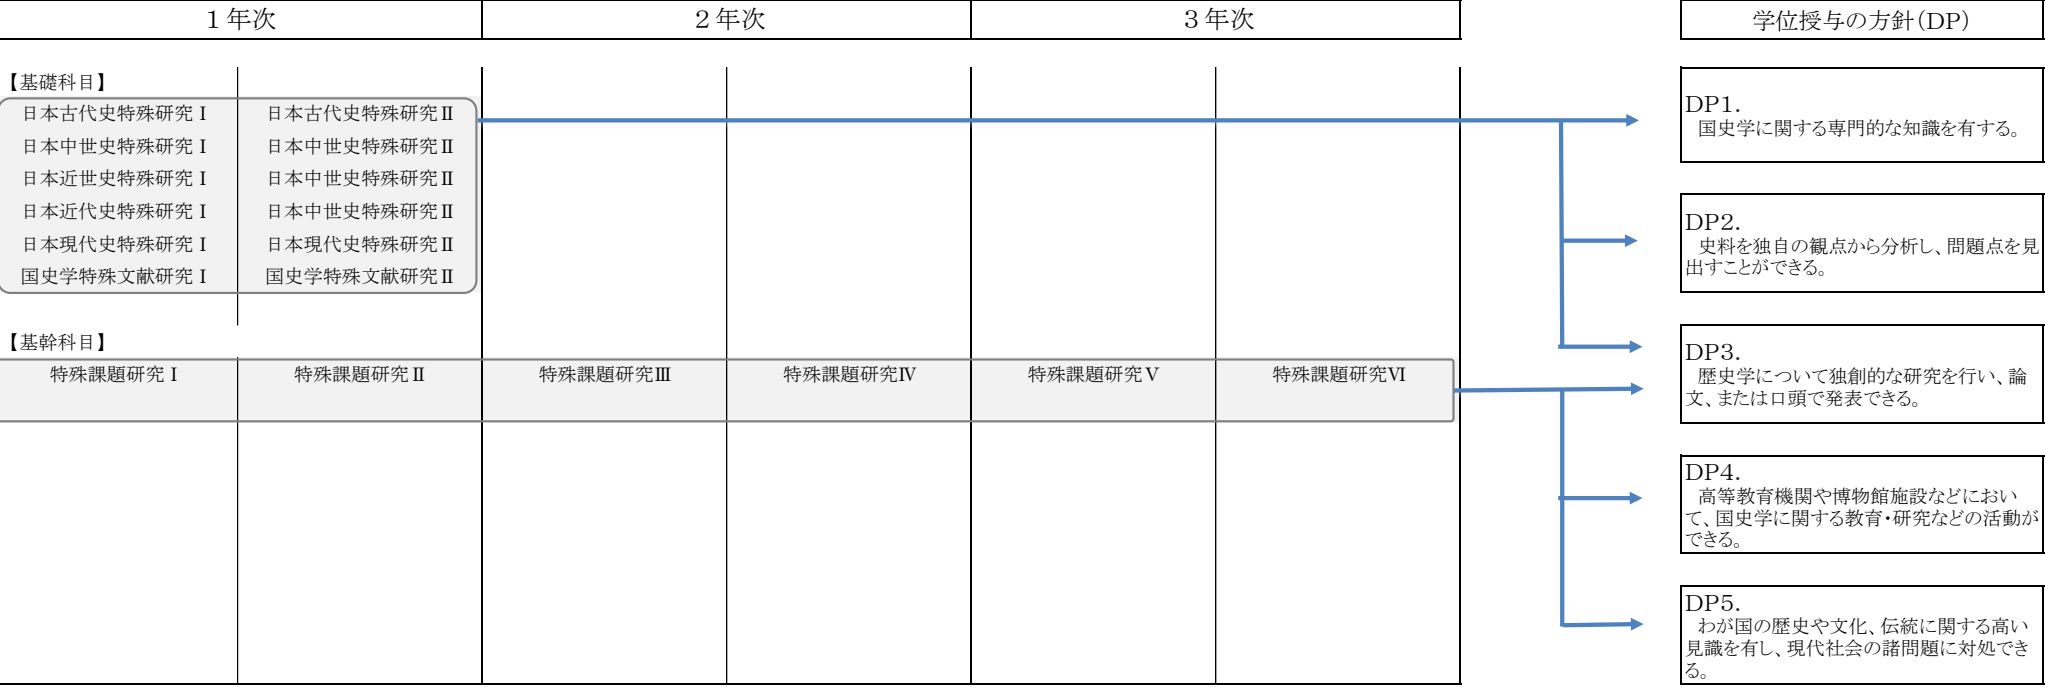 １年次
２年次
３年次
学位授与の方針（DP）
【基礎科目】
日本古代史特殊研究Ⅰ
日本古代史特殊研究Ⅱ
日本中世史特殊研究Ⅰ
日本中世史特殊研究Ⅱ
日本近世史特殊研究Ⅰ
日本中世史特殊研究Ⅱ
日本近代史特殊研究Ⅰ
日本中世史特殊研究Ⅱ
日本現代史特殊研究Ⅰ
日本現代史特殊研究Ⅱ
国史学特殊文献研究Ⅰ
国史学特殊文献研究Ⅱ
【基幹科目】
特殊課題研究Ⅰ
特殊課題研究Ⅱ
特殊課題研究Ⅲ
特殊課題研究Ⅳ
特殊課題研究Ⅴ
特殊課題研究Ⅵ
DP1．
国史学に関する専門的な知識を有する。
DP2．
史料を独自の観点から分析し、問題点を見
出すことができる。
DP3．
歴史学について独創的な研究を行い、論
文、または口頭で発表できる。
DP4．
高等教育機関や博物館施設などにおい
て、国史学に関する教育・研究などの活動が
できる。
DP5．
わが国の歴史や文化、伝統に関する高い
見識を有し、現代社会の諸問題に対処でき
る。